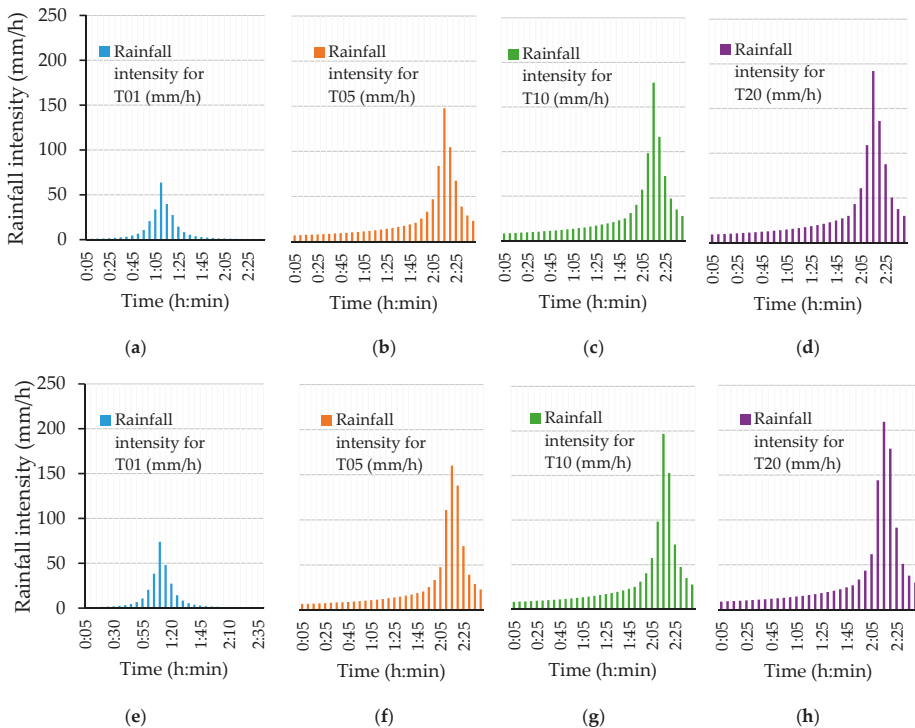 Rainfall intensity (mm/h)
250
200
150
100
50
0
Rainfall
intensity for
T01 (mm/h)
0:05
0:25
0:45
1:05
1:25
1:45
2:05
2:25
Time (h:min)
(a)
Rainfall
intensity for
T05 (mm/h)
0:05
0:25
0:45
1:05
1:25
1:45
2:05
2:25
Time (h:min)
(b)
Rainfall
intensity for
T10 (mm/h)
0:05
0:25
0:45
1:05
1:25
1:45
2:05
2:25
Time (h:min)
(c)
Rainfall
intensity for
T20 (mm/h)
0:05
0:25
0:45
1:05
1:25
1:45
2:05
2:25
Time (h:min)
(d)
Rainfall intensity (mm/h)
250
200
150
100
50
0
Rainfall
intensity for
T01 (mm/h)
0:05
0:30
0:55
1:20
1:45
2:10
2:35
Time (h:min)
(e)
Rainfall
intensity for
T05 (mm/h)
0:05
0:25
0:45
1:05
1:25
1:45
2:05
2:25
Time (h:min)
(f)
Rainfall
intensity for
T10 (mm/h)
0:05
0:25
0:45
1:05
1:25
1:45
2:05
2:25
Time (h:min)
(g)
Rainfall
intensity for
T20 (mm/h)
0:05
0:25
0:45
1:05
1:25
1:45
2:05
2:25
Time (h:min)
(h)